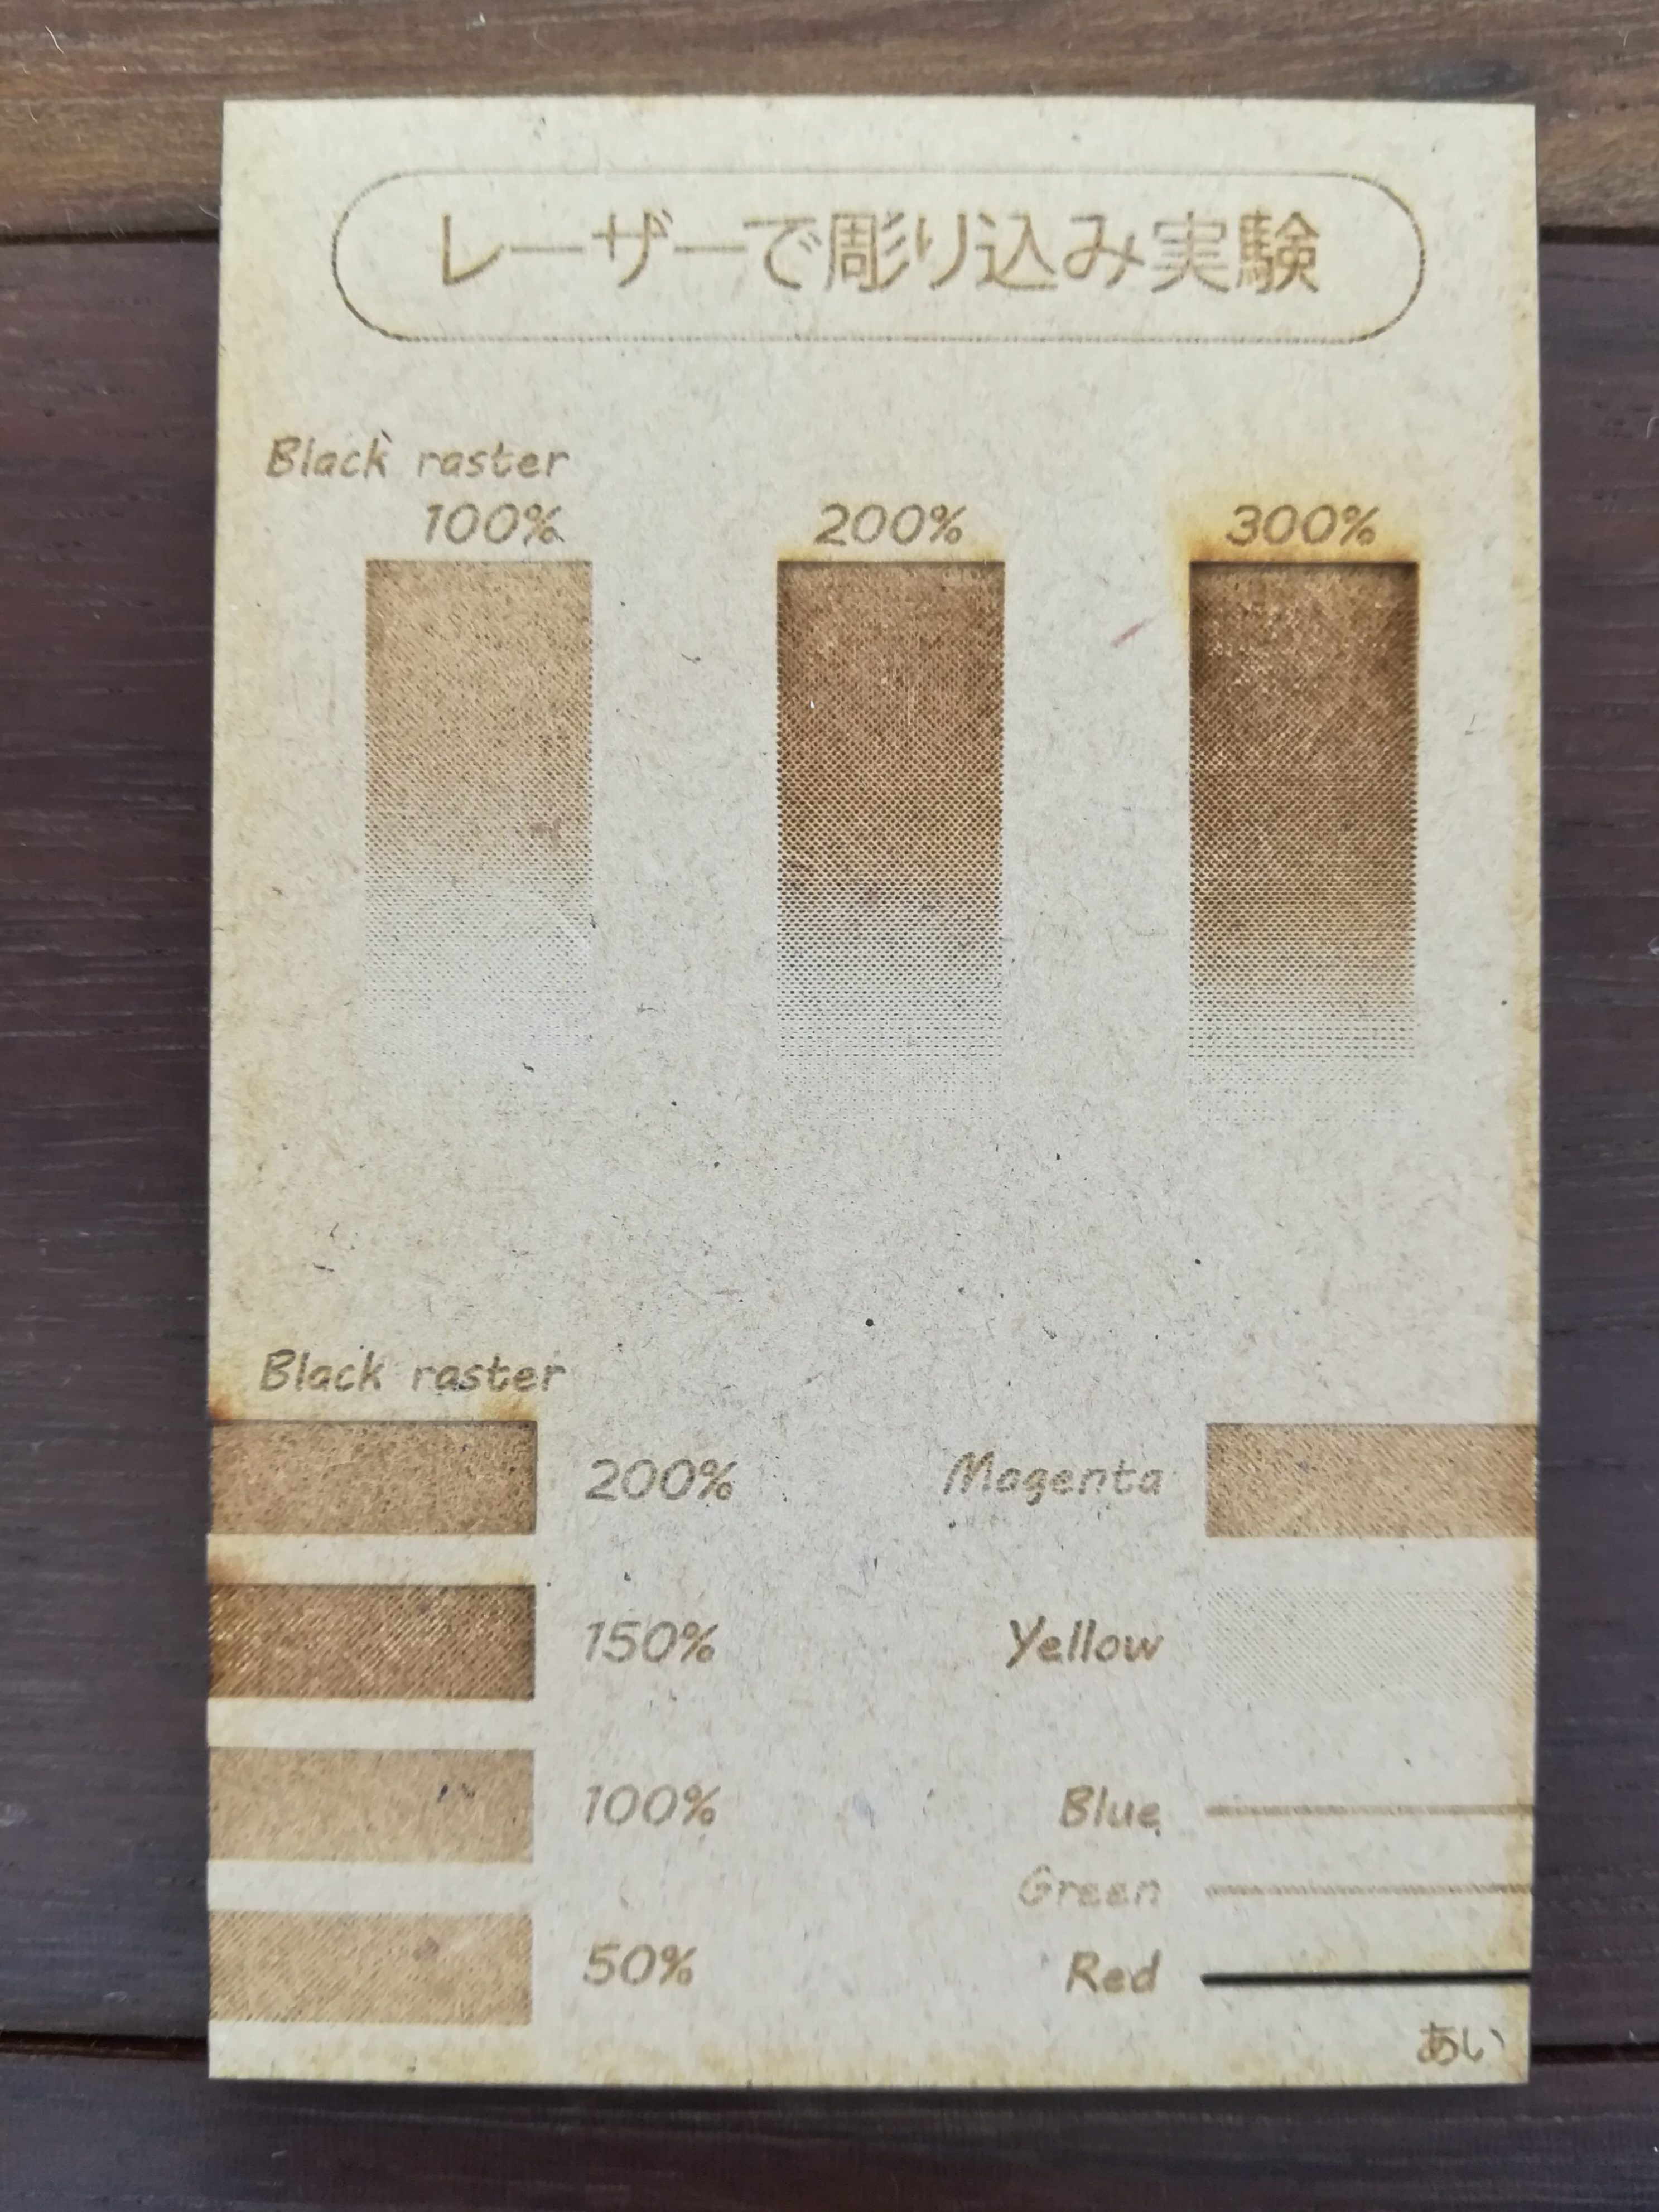 レーザーで彫り込み実験
Black raster
100% 200% 300%
Black raster
200%
150%
100%
50%
Magenta
Yellow
Blue
Green
Red
あい